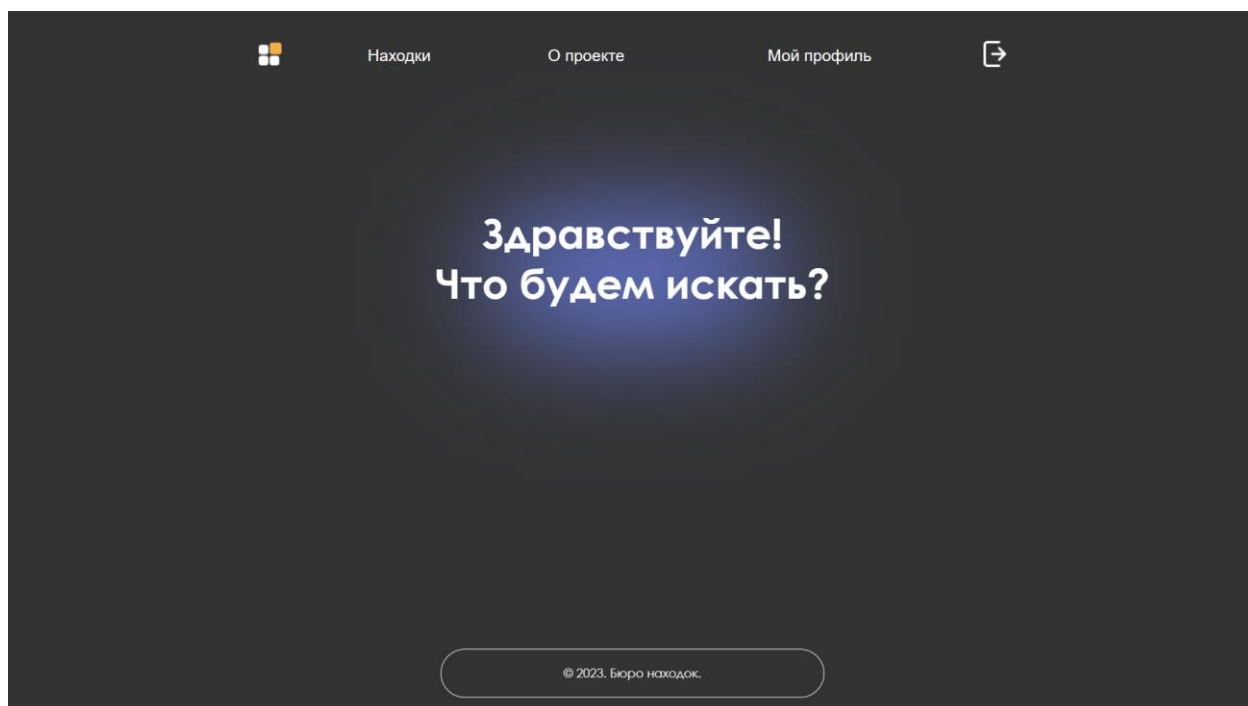 Находки
О проекте
Мой профиль
Здравствуйте!
Что будем искать?
© 2023. Бюро находок.